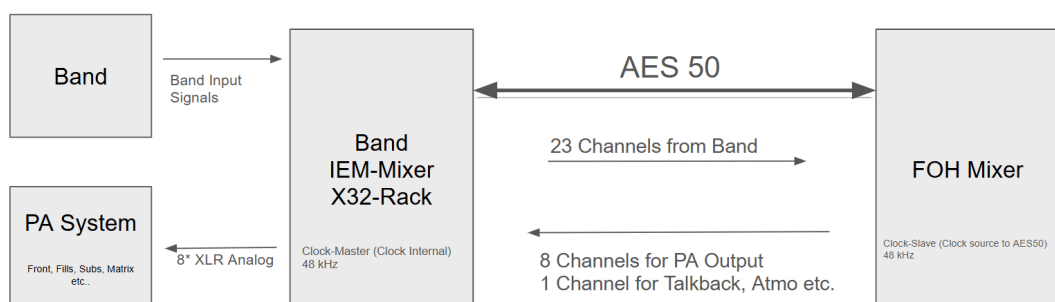 Band
Band Input
Signals
Band
IEM-Mixer
X32-Rack
Clock-Master (Clock Internal)
48 kHz
AES 50
23 Channels from Band
8 Channels for PA Output
1 Channel for Talkback, Atmo etc.
FOH Mixer
Clock-Slave (Clock source to AES50)
48 kHz
PA System
Front, Fills, Subs, Matrix
etc..
8* XLR Analog